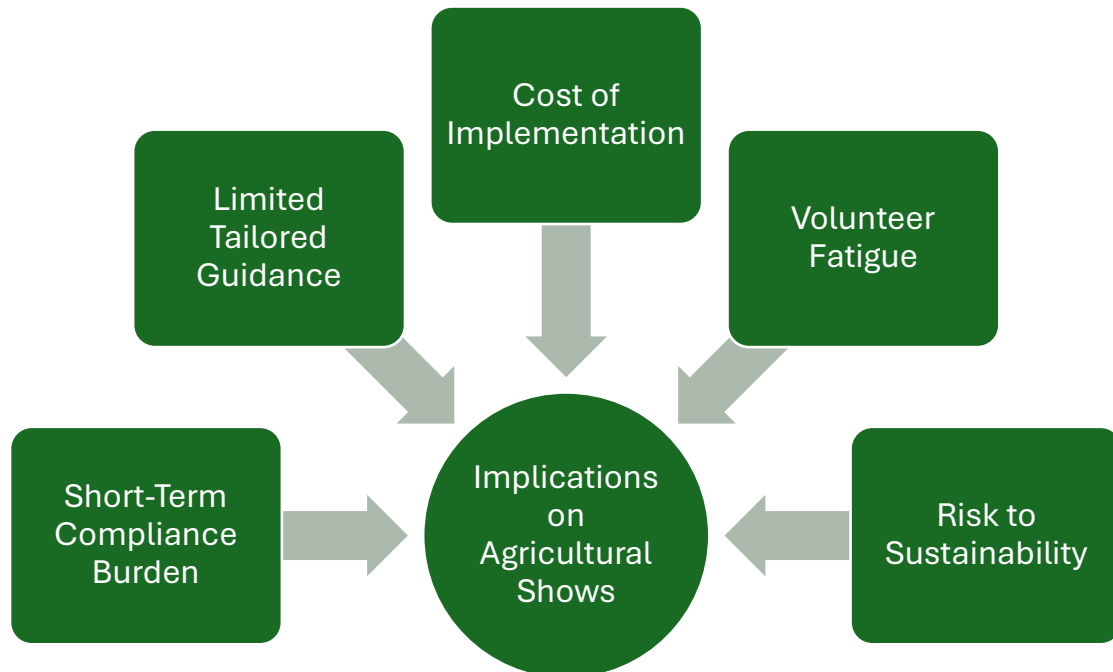 Cost of
Implementation
Limited
Tailored
Guidance
Volunteer
Fatigue
Short-Term
Compliance
Burden
Implications
on
Agricultural
Shows
Risk to
Sustainability